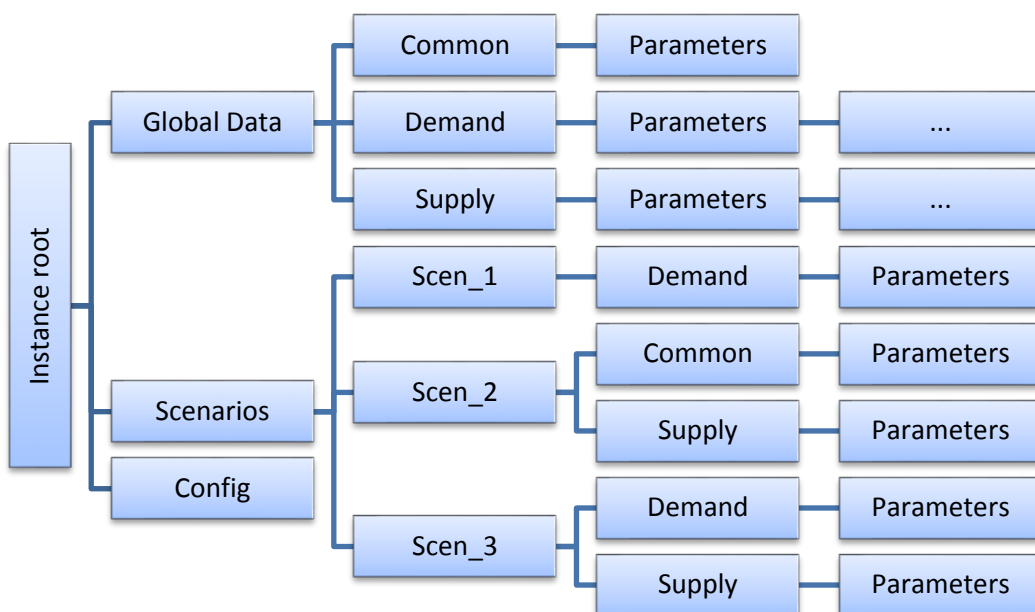 Common
Parameters
Global Data
Demand
Parameters
...
Supply
Parameters
...
Instance root
Scen_1
Demand
Parameters
Common
Parameters
Scenarios
Scen_2
Supply
Parameters
Config
Demand
Parameters
Scen_3
Supply
Parameters